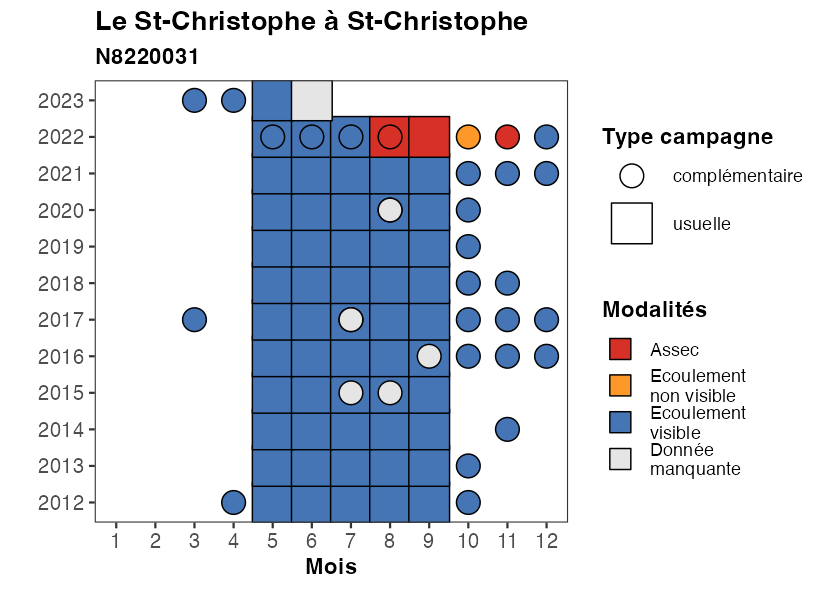 Le St-Christophe à St-Christophe
N8220031
2023
2022
2021
2020
2019
2018
2017
2016
2015
2014
2013
2012
1 2 3 4 5 6 7 8 9 10 11 12
Mois
Type campagne
complémentaire
usuelle
Modalités
Assec
Ecoulement
non visible
Ecoulement
visible
Donnée
manquante